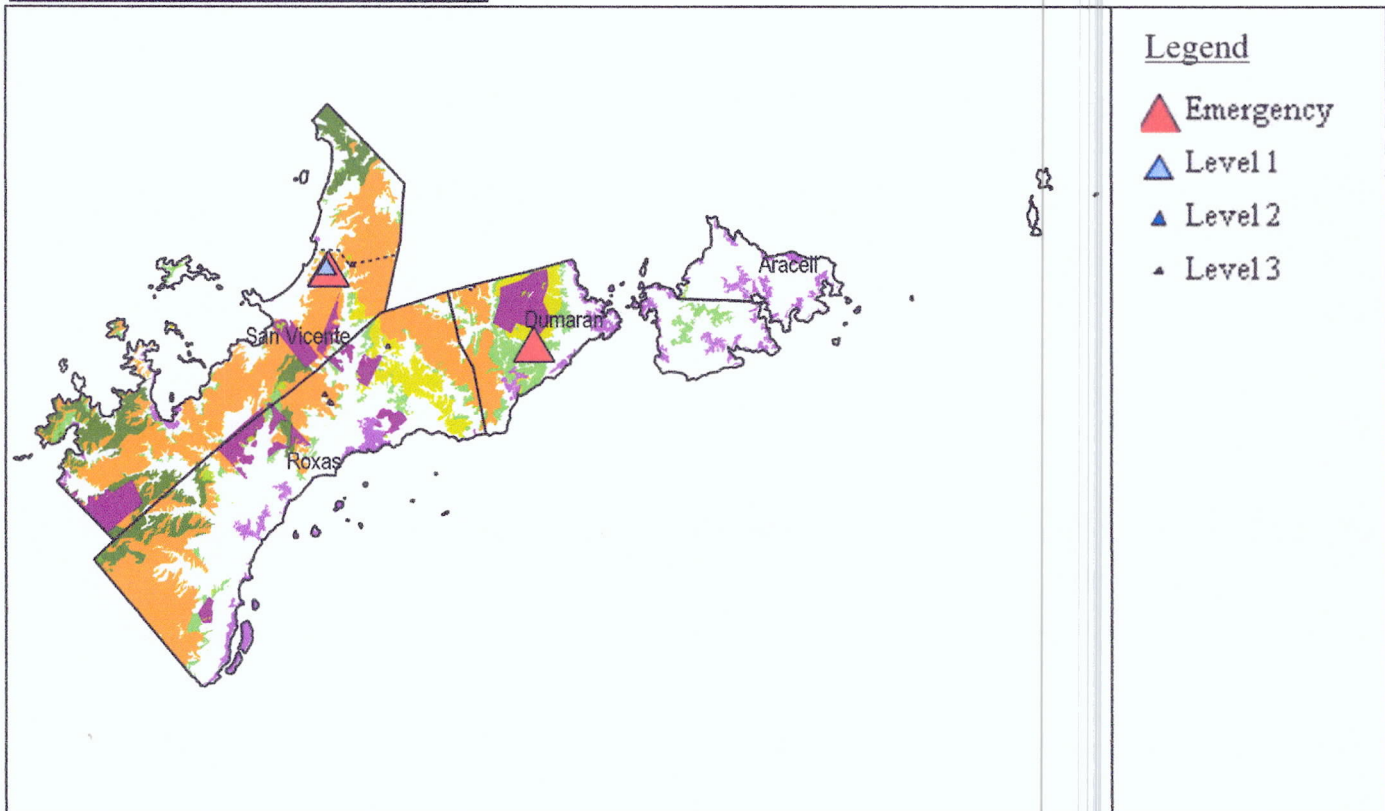 Legend
Emergency
Level 1
Level 2
Level 3
Araceli
Dumaran
San Vicente
Roxas